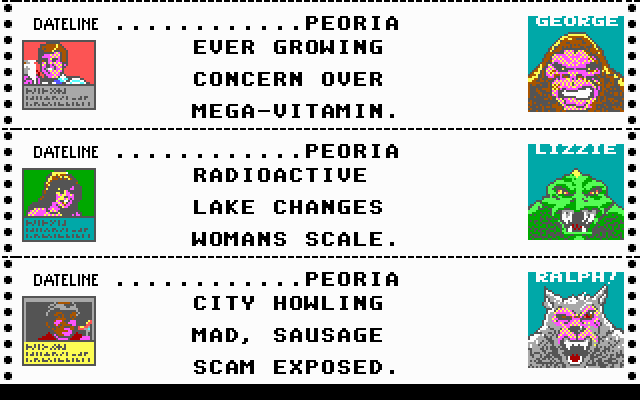 DATELINE ............PEORIA
GEORGE
EVER GROWING
CONCERN OVER
MEGA-VITAMIN.
DATELINE ............PEORIA
LIZZIE
RADIOACTIVE
LAKE CHANGES
WOMANS SCALE.
DATELINE ............PEORIA
RALPH!
CITY HOWLING
MAD, SAUSAGE
SCAM EXPOSED.